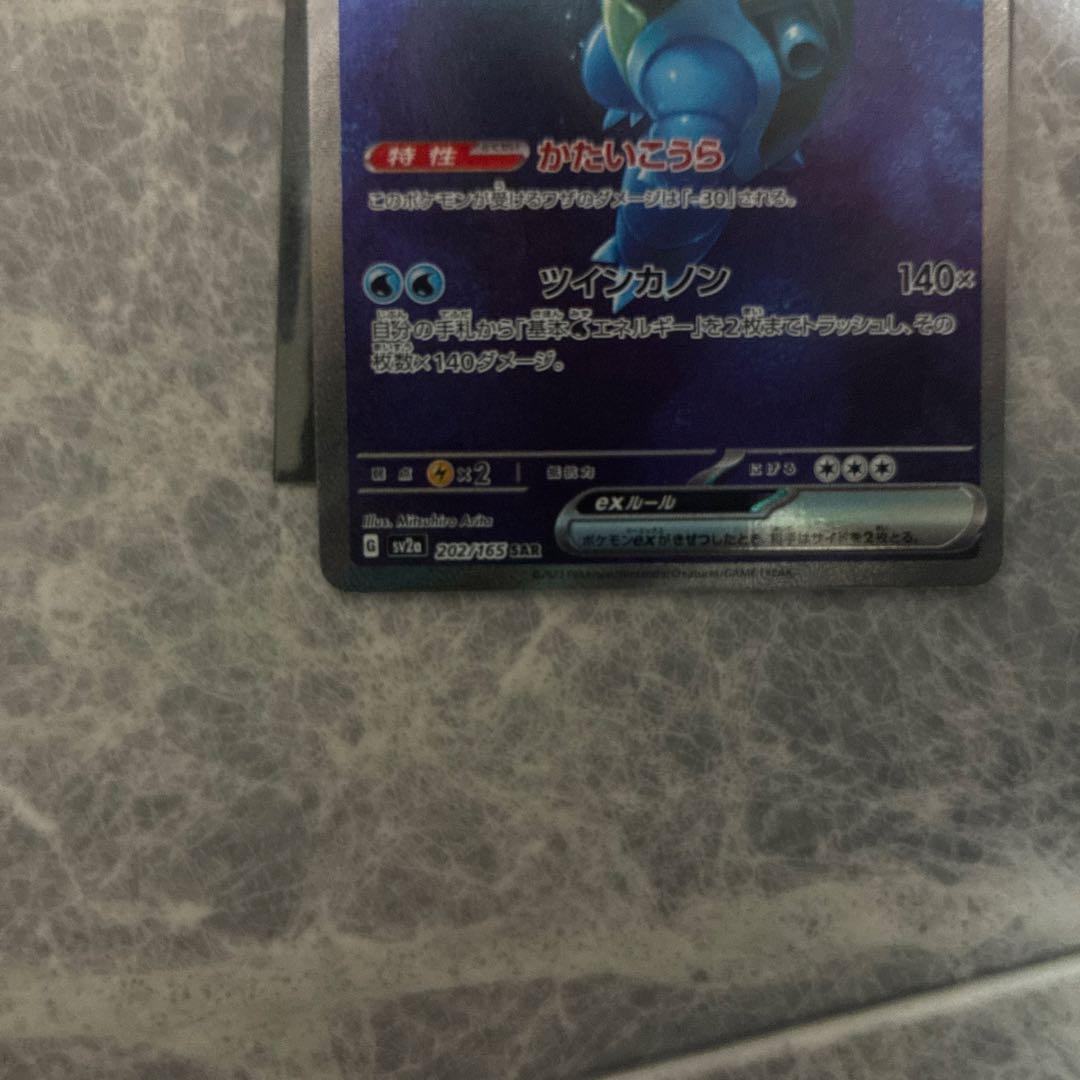 特性 かたいこうら
このポケモンが受けるワザのダメージは「-30」される。
ツインカノン 140×
自分の手札から「基本エネルギー」を2枚までトラッシュし、その
枚数×140ダメージ。
弱点 ×2 抵抗力 にげる
exルール
ポケモンexがきぜつしたとき、相手はサイドを2枚とる。
Illus. Mitsuhiro Arita
G sv2a 202/165 SAR